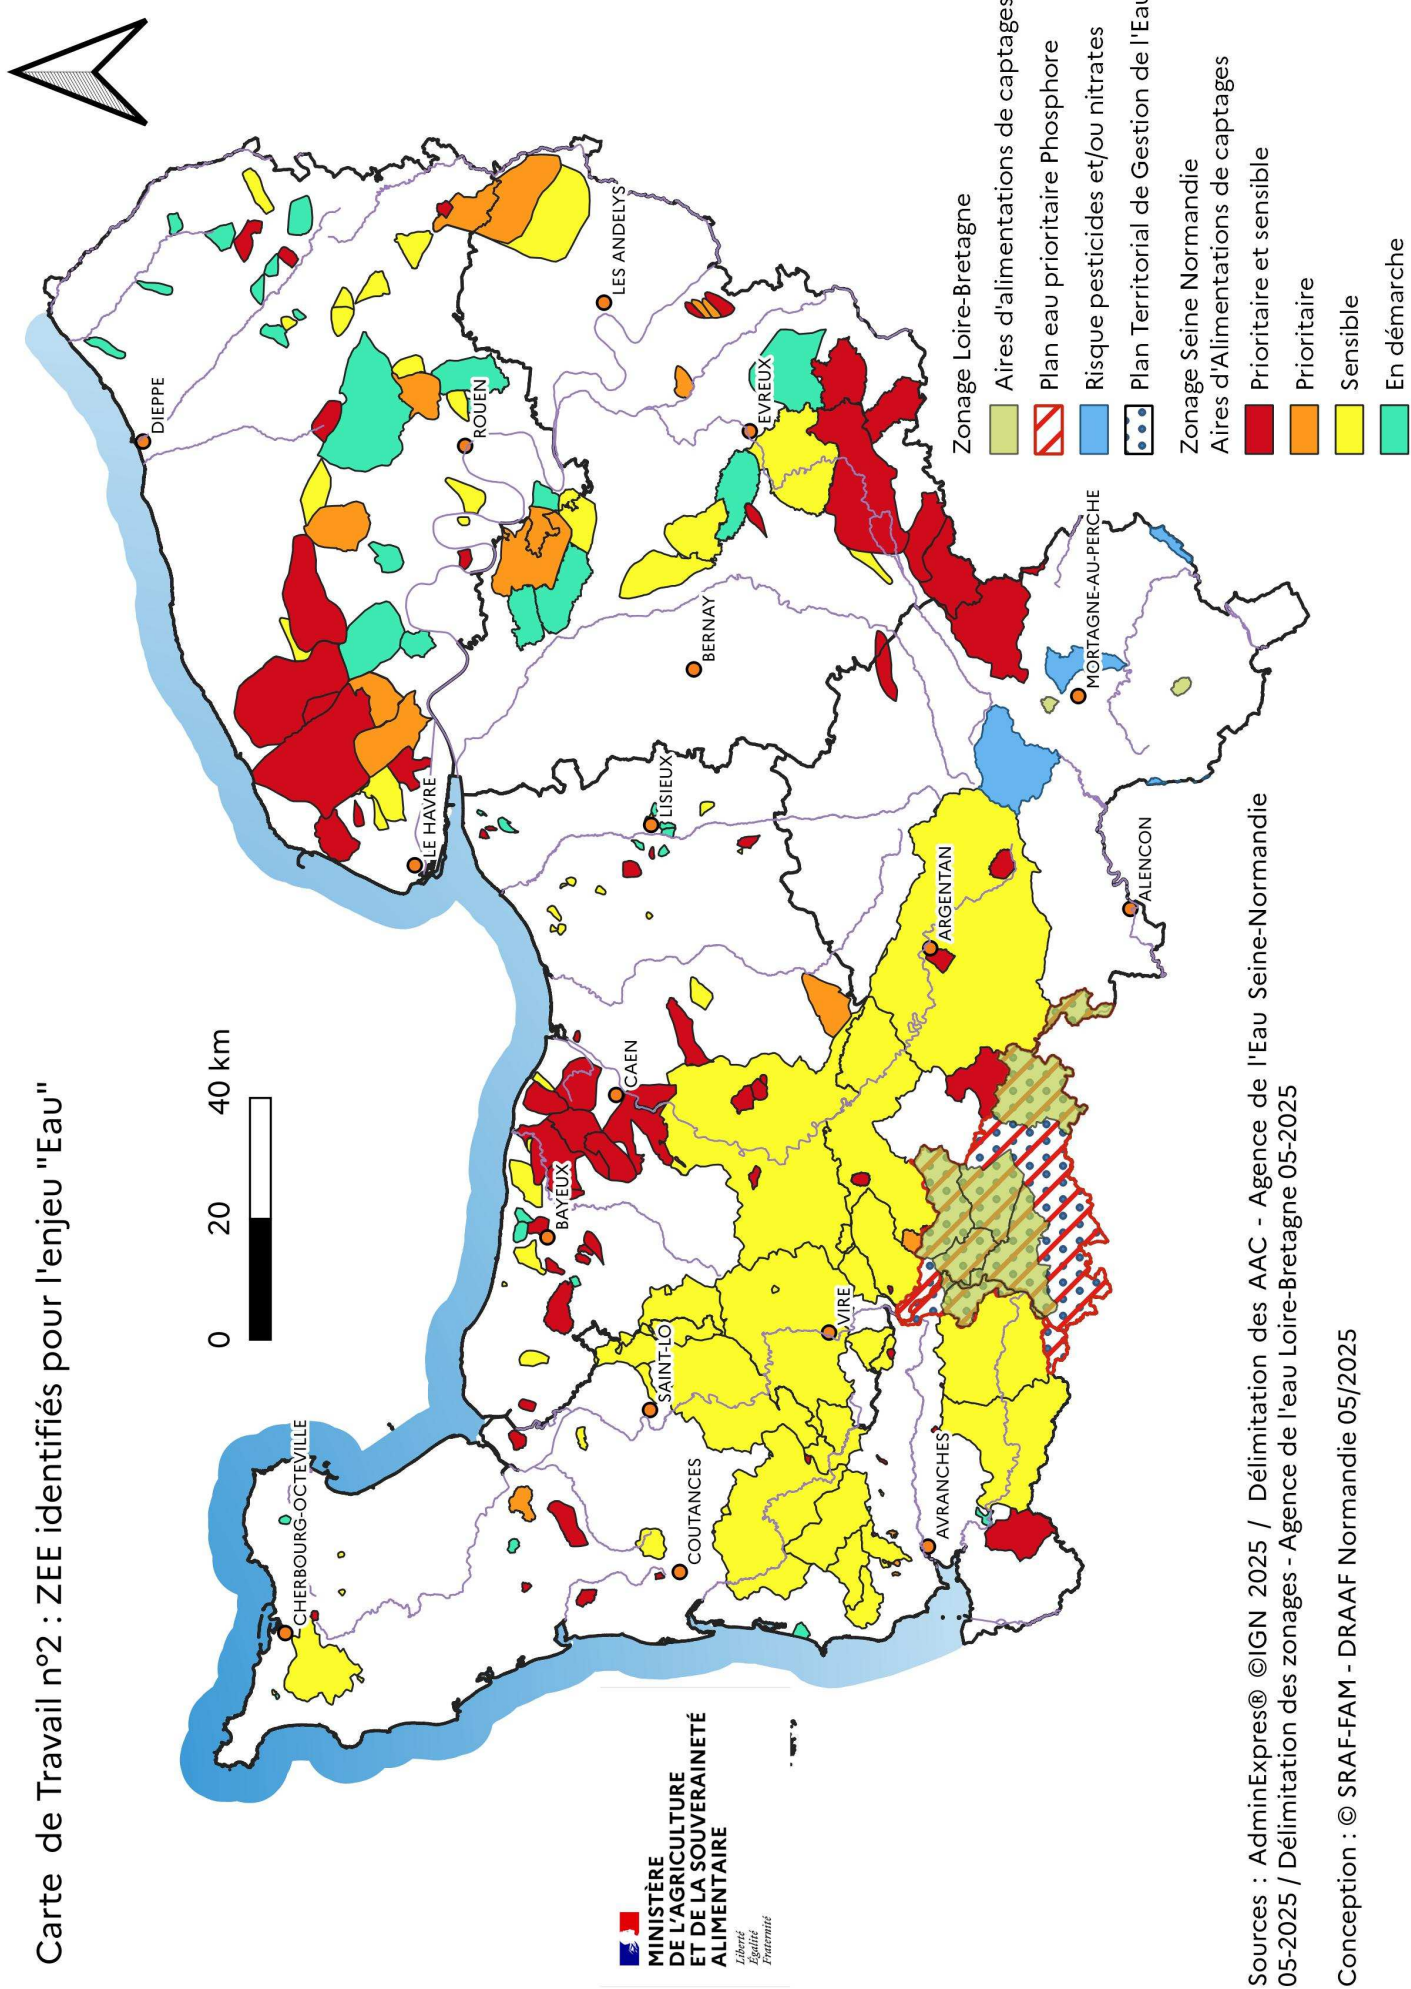 Carte de Travail n°2 : ZEE identifiés pour l'enjeu "Eau"
0 20 40 km
CHERBOURG-OCTEVILLE
DIEPPE
LE HAVRE
ROUEN
LES ANDELYS
EVREUX
BERNAY
LISIEUX
CAEN
BAYEUX
SAINT-LO
COUTANCES
VIRE
AVRANCHES
ARGENTAN
ALENCON
MORTAGNE-AU-PERCHE
MINISTÈRE
DE L'AGRICULTURE
ET DE LA SOUVERAINETÉ
ALIMENTAIRE
Liberté
Égalité
Fraternité
Zonage Loire-Bretagne
Aires d'alimentations de captages
Plan eau prioritaire Phosphore
Risque pesticides et/ou nitrates
Plan Territorial de Gestion de l'Eau
Zonage Seine Normandie
Aires d'Alimentations de captages
Prioritaire et sensible
Prioritaire
Sensible
En démarche
Sources : AdminExpres® ©IGN 2025 / Délimitation des AAC - Agence de l'Eau Seine-Normandie
05-2025 / Délimitation des zonages - Agence de l'eau Loire-Bretagne 05-2025
Conception : © SRAF-FAM - DRAAF Normandie 05/2025